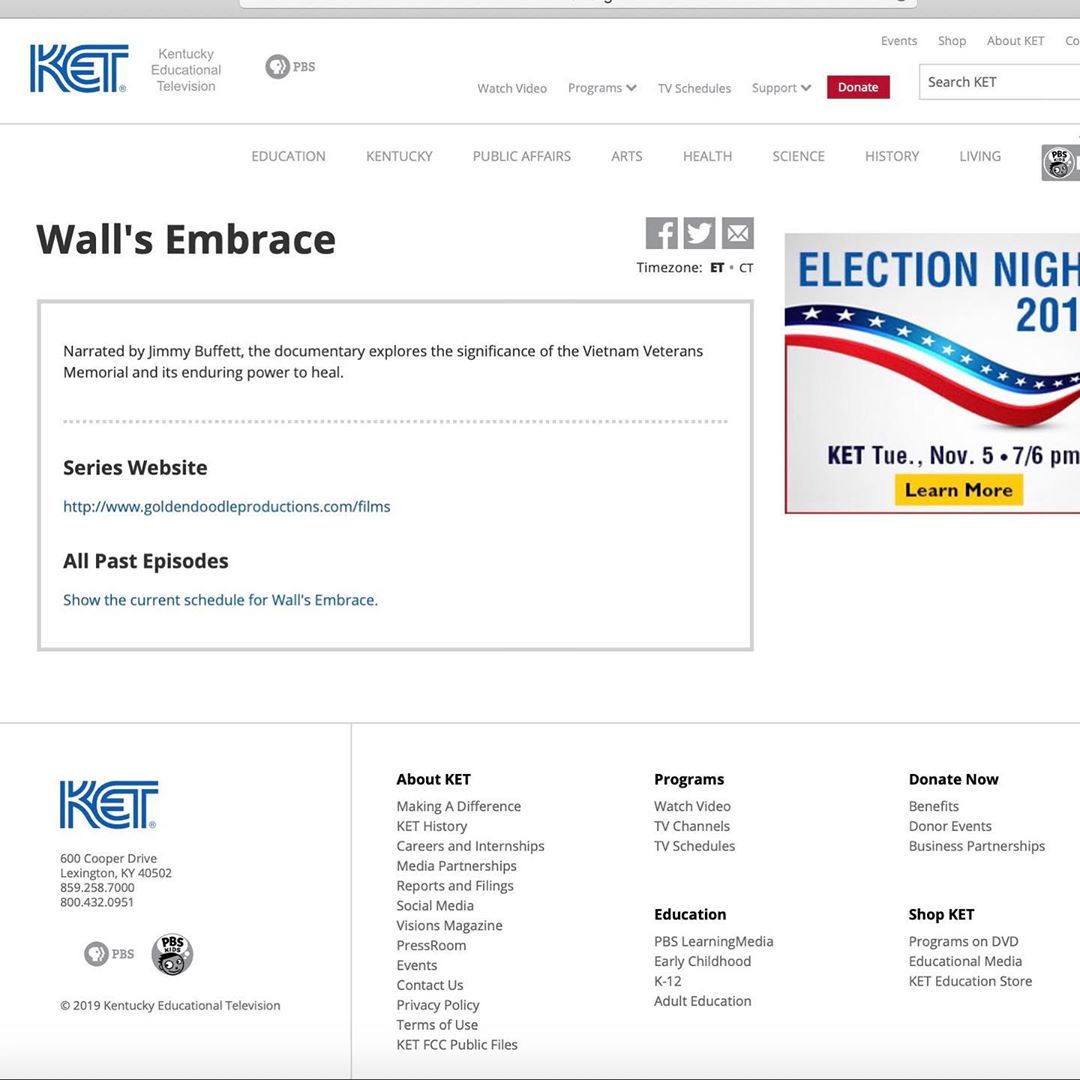 KET
Kentucky
Educational
Television
PBS
Events
Shop
About KET
Watch Video
Programs
TV Schedules
Support
Donate
Search KET
EDUCATION
KENTUCKY
PUBLIC AFFAIRS
ARTS
HEALTH
SCIENCE
HISTORY
LIVING
PBS
KIDS
Wall's Embrace
Timezone: ET • CT
Narrated by Jimmy Buffett, the documentary explores the significance of the Vietnam Veterans
Memorial and its enduring power to heal.
Series Website
http://www.goldendoodleproductions.com/films
All Past Episodes
Show the current schedule for Wall's Embrace.
ELECTION NIGH
201
KET Tue., Nov. 5 • 7/6 pm
Learn More
KET
600 Cooper Drive
Lexington, KY 40502
859.258.7000
800.432.0951
PBS
PBS
KIDS
© 2019 Kentucky Educational Television
About KET
Making A Difference
KET History
Careers and Internships
Media Partnerships
Reports and Filings
Social Media
Visions Magazine
PressRoom
Events
Contact Us
Privacy Policy
Terms of Use
KET FCC Public Files
Programs
Watch Video
TV Channels
TV Schedules
Education
PBS LearningMedia
Early Childhood
K-12
Adult Education
Donate Now
Benefits
Donor Events
Business Partnerships
Shop KET
Programs on DVD
Educational Media
KET Education Store